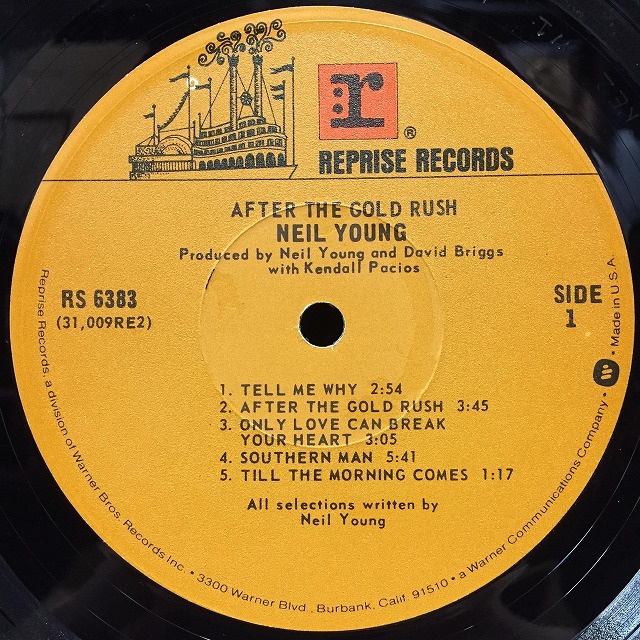 r
®
REPRISE RECORDS
AFTER THE GOLD RUSH
NEIL YOUNG
Produced by Neil Young and David Briggs
with Kendall Pacios
RS 6383
(31,009RE2)
SIDE
1
1. TELL ME WHY 2:54
2. AFTER THE GOLD RUSH 3:45
3. ONLY LOVE CAN BREAK
YOUR HEART 3:05
4. SOUTHERN MAN 5:41
5. TILL THE MORNING COMES 1:17
All selections written by
Neil Young
Reprise Records, a division of Warner Bros. Records Inc. • 3300 Warner Blvd., Burbank, Calif. 91510 • a Warner Communications Company • Made in U.S.A.